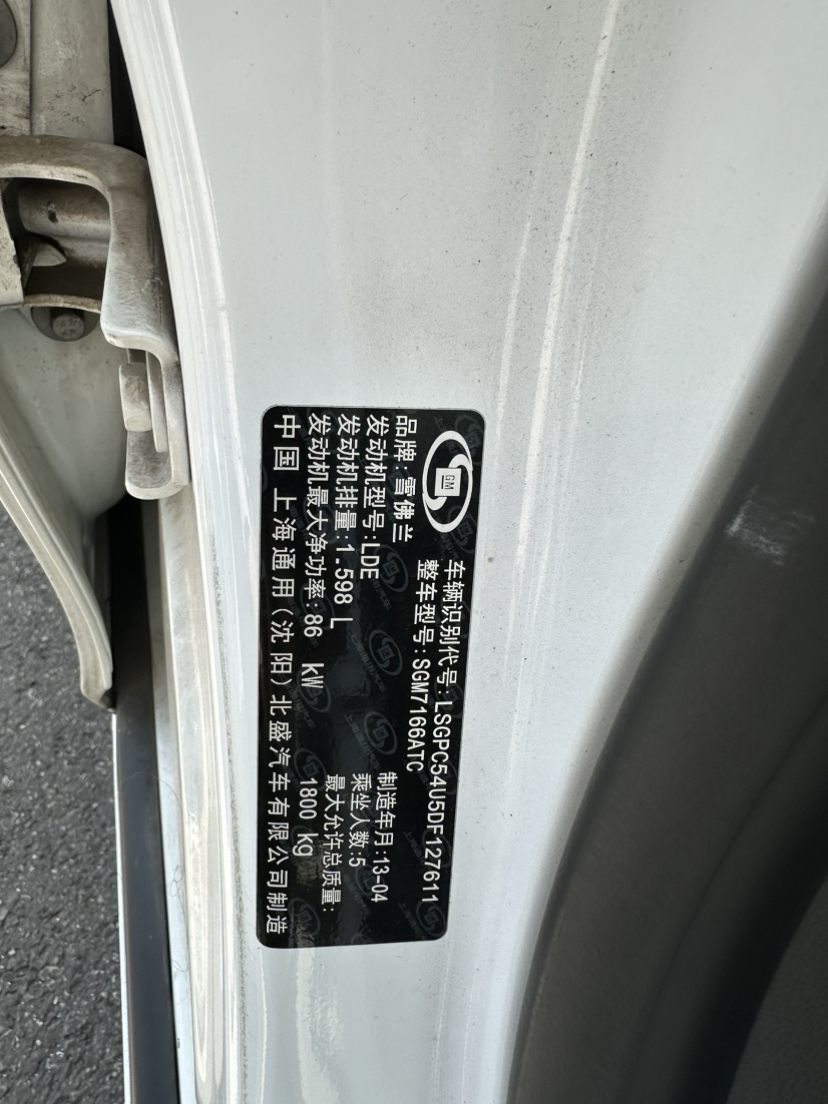 GM
车辆识别代号:LSGPC54U5DF127611
整车型号:SGM7166ATC
品牌:雪佛兰
发动机型号:LDE
制造年月:13-04
发动机排量:1.598 L
乘坐人数:5
发动机最大净功率:86 kW
最大允许总质量:
1800 kg
中国 上海通用(沈阳)北盛汽车有限公司制造